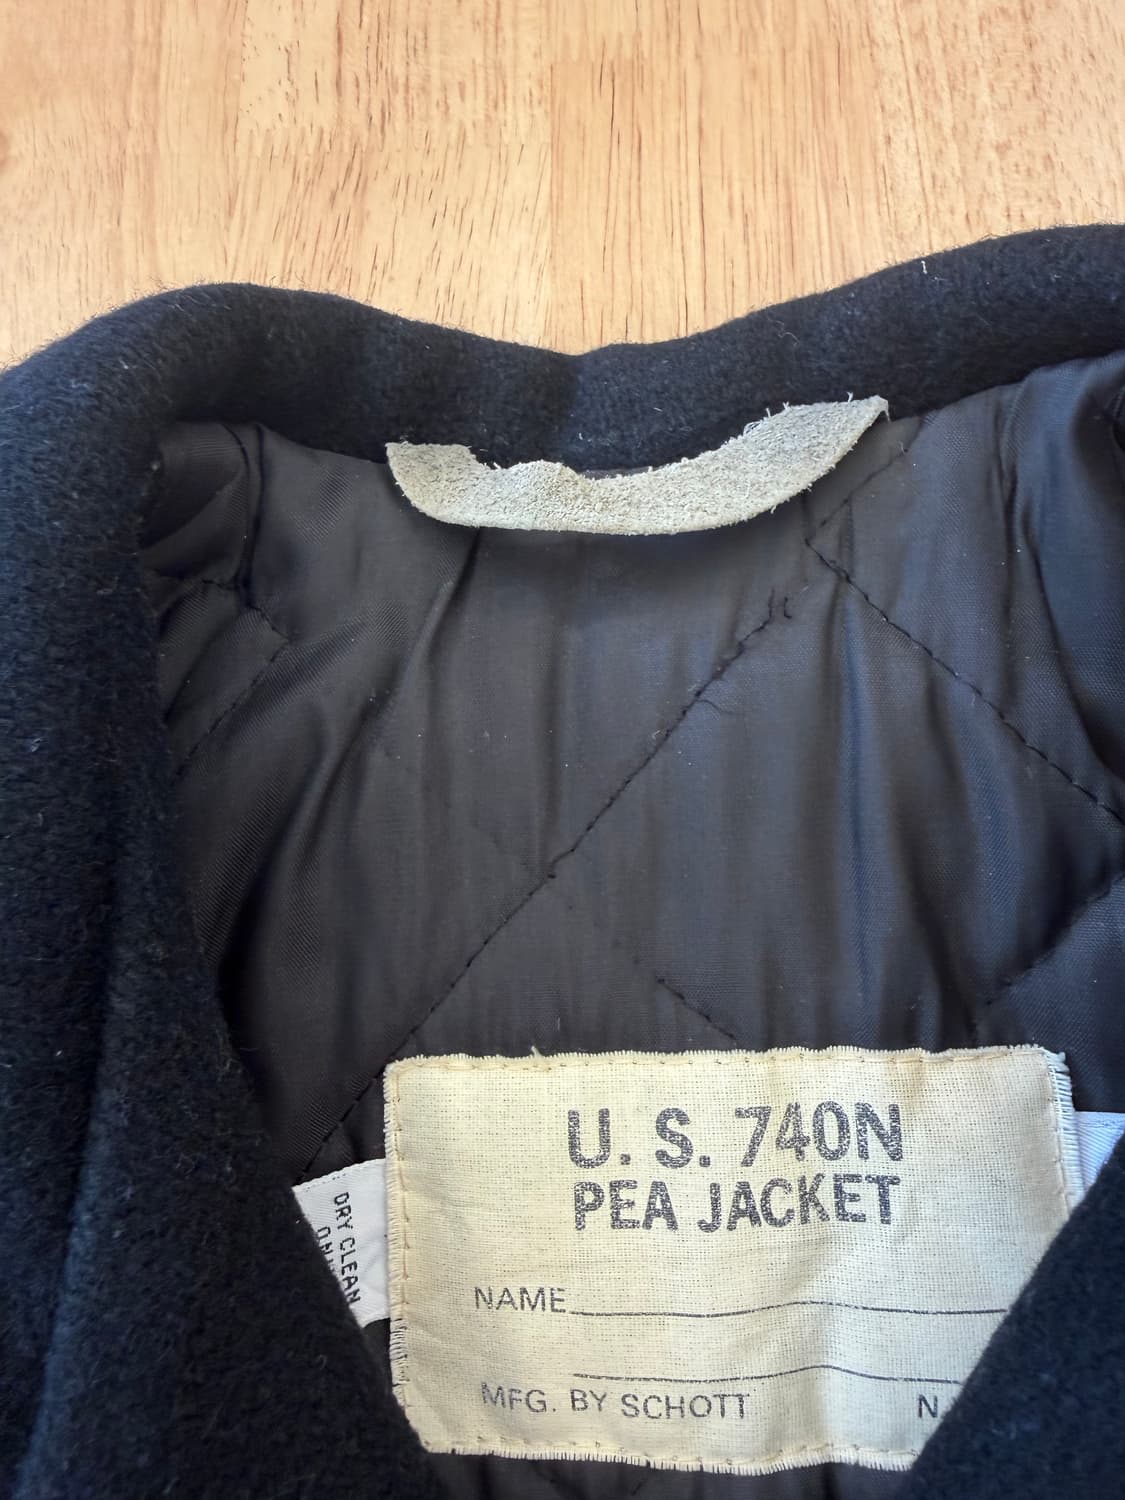 U. S. 740N
PEA JACKET
NAME
MFG. BY SCHOTT N
DRY CLEAN